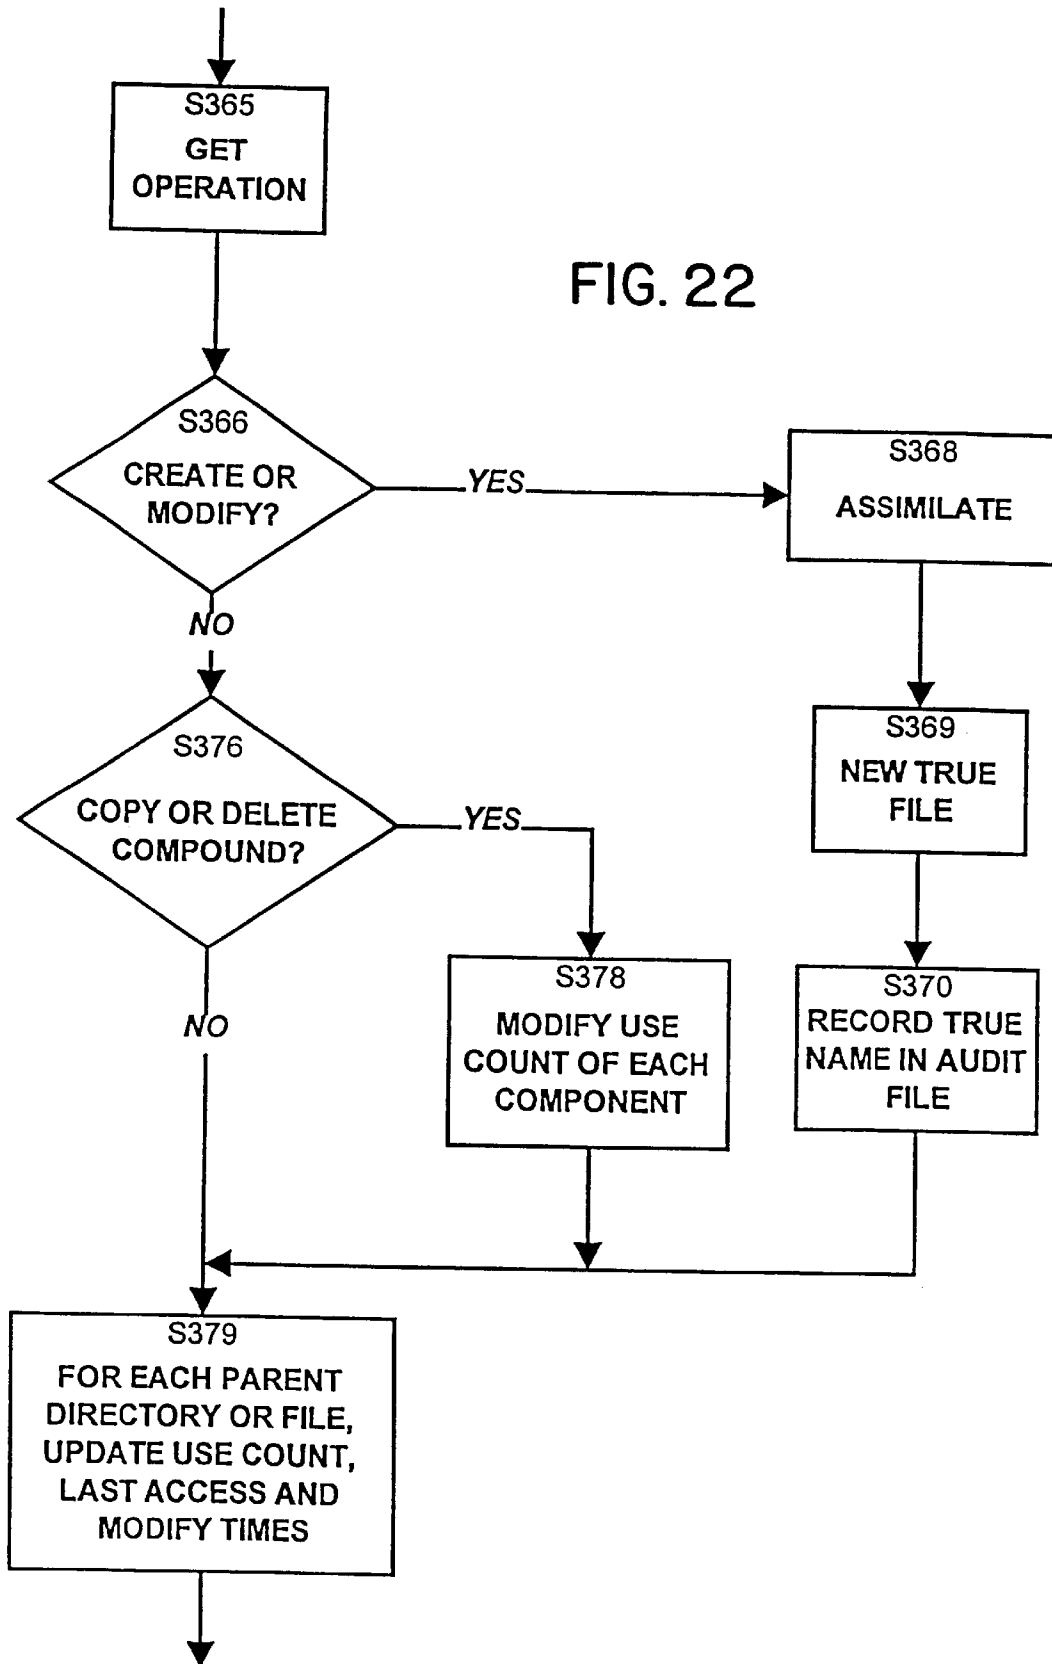 S365
GET
OPERATION
FIG. 22
S366
CREATE OR
MODIFY?
YES
S368
ASSIMILATE
NO
S376
COPY OR DELETE
COMPOUND?
YES
S369
NEW TRUE
FILE
NO
S378
MODIFY USE
COUNT OF EACH
COMPONENT
S370
RECORD TRUE
NAME IN AUDIT
FILE
S379
FOR EACH PARENT
DIRECTORY OR FILE,
UPDATE USE COUNT,
LAST ACCESS AND
MODIFY TIMES